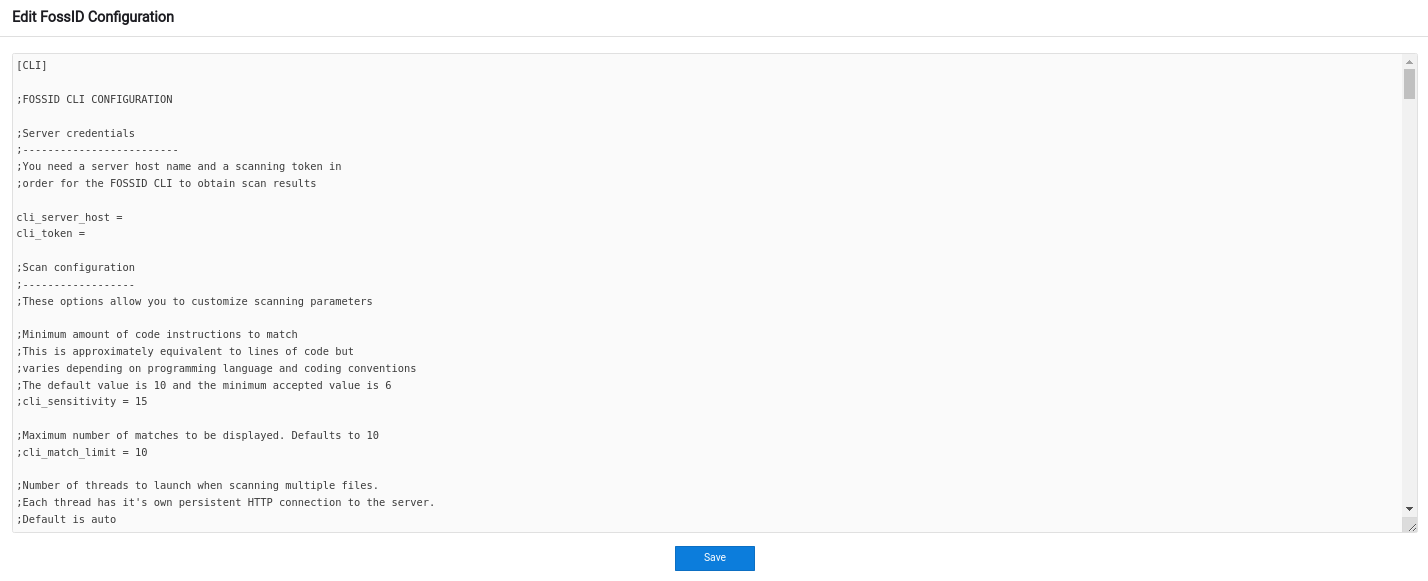 Edit FossID Configuration
[CLI]
;FOSSID CLI CONFIGURATION
;Server credentials
;-------------------------
;You need a server host name and a scanning token in
;order for the FOSSID CLI to obtain scan results
cli_server_host =
cli_token =
;Scan configuration
;------------------
;These options allow you to customize scanning parameters
;Minimum amount of code instructions to match
;This is approximately equivalent to lines of code but
;varies depending on programming language and coding conventions
;The default value is 10 and the minimum accepted value is 6
;cli_sensitivity = 15
;Maximum number of matches to be displayed. Defaults to 10
;cli_match_limit = 10
;Number of threads to launch when scanning multiple files.
;Each thread has it's own persistent HTTP connection to the server.
;Default is auto
Save